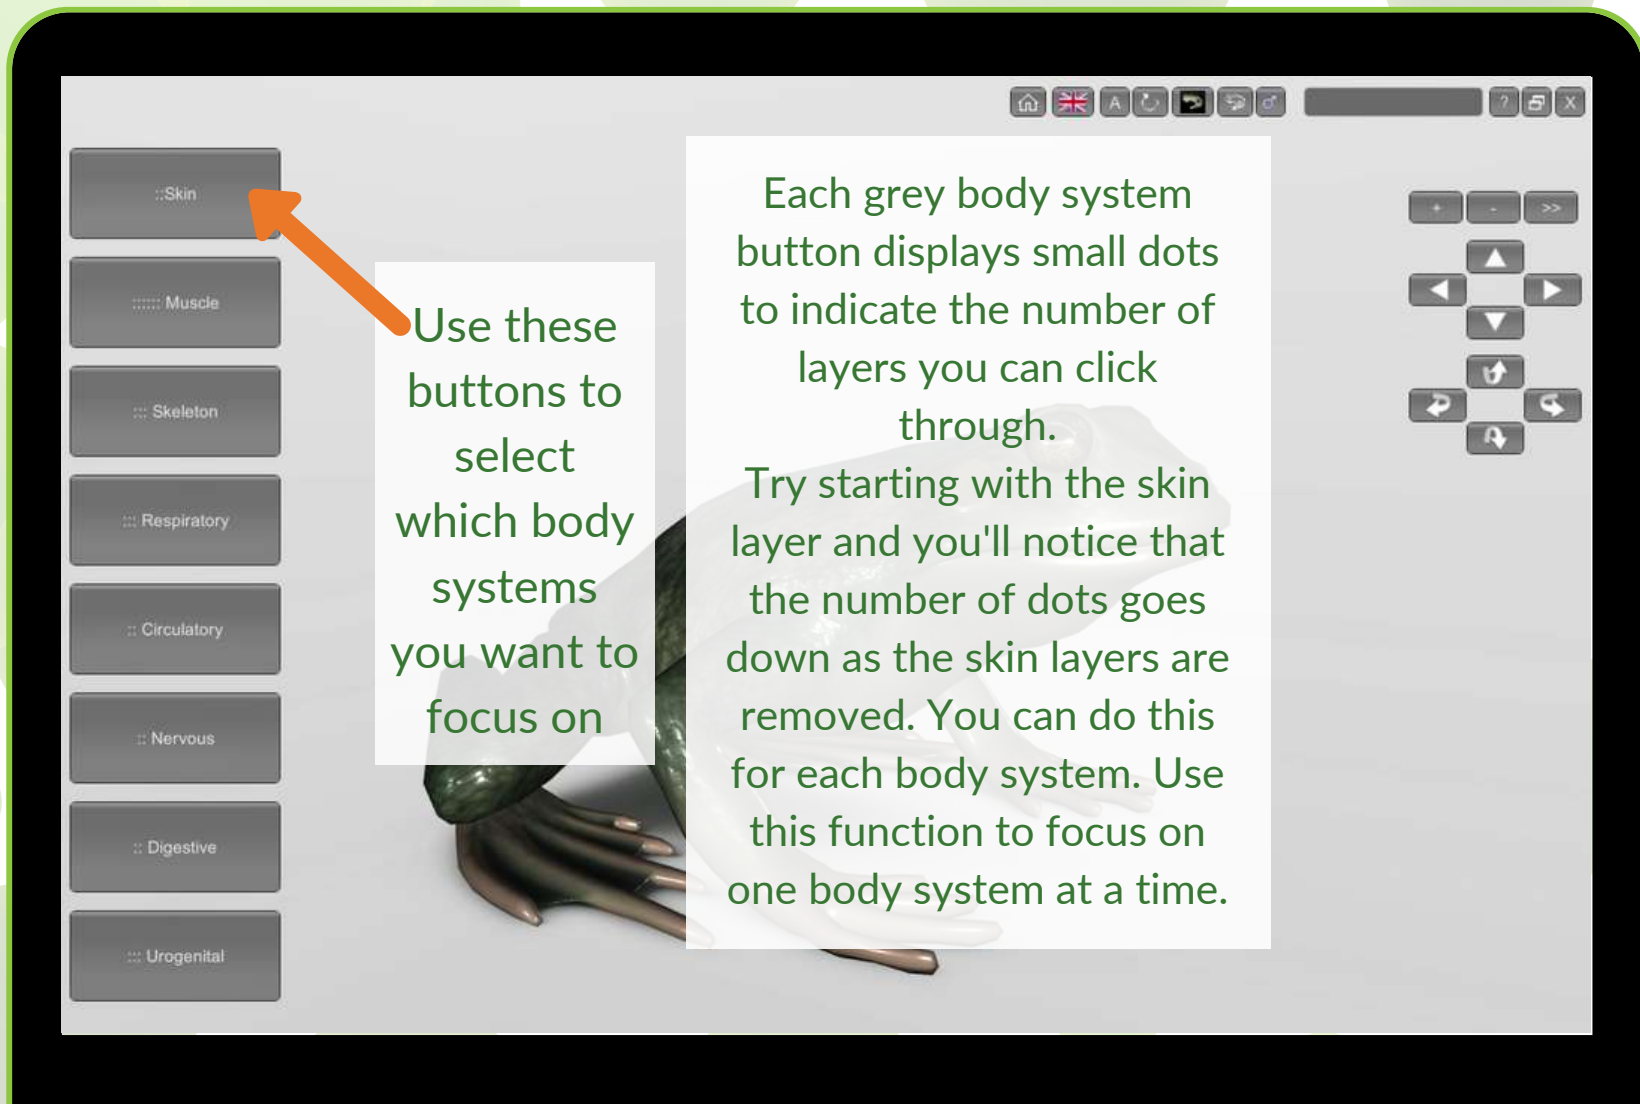 A
?
X
::Skin
:::::: Muscle
::: Skeleton
::: Respiratory
:: Circulatory
:: Nervous
:: Digestive
::: Urogenital
+ - >>
Use these
buttons to
select
which body
systems
you want to
focus on
Each grey body system
button displays small dots
to indicate the number of
layers you can click
through.
Try starting with the skin
layer and you'll notice that
the number of dots goes
down as the skin layers are
removed. You can do this
for each body system. Use
this function to focus on
one body system at a time.